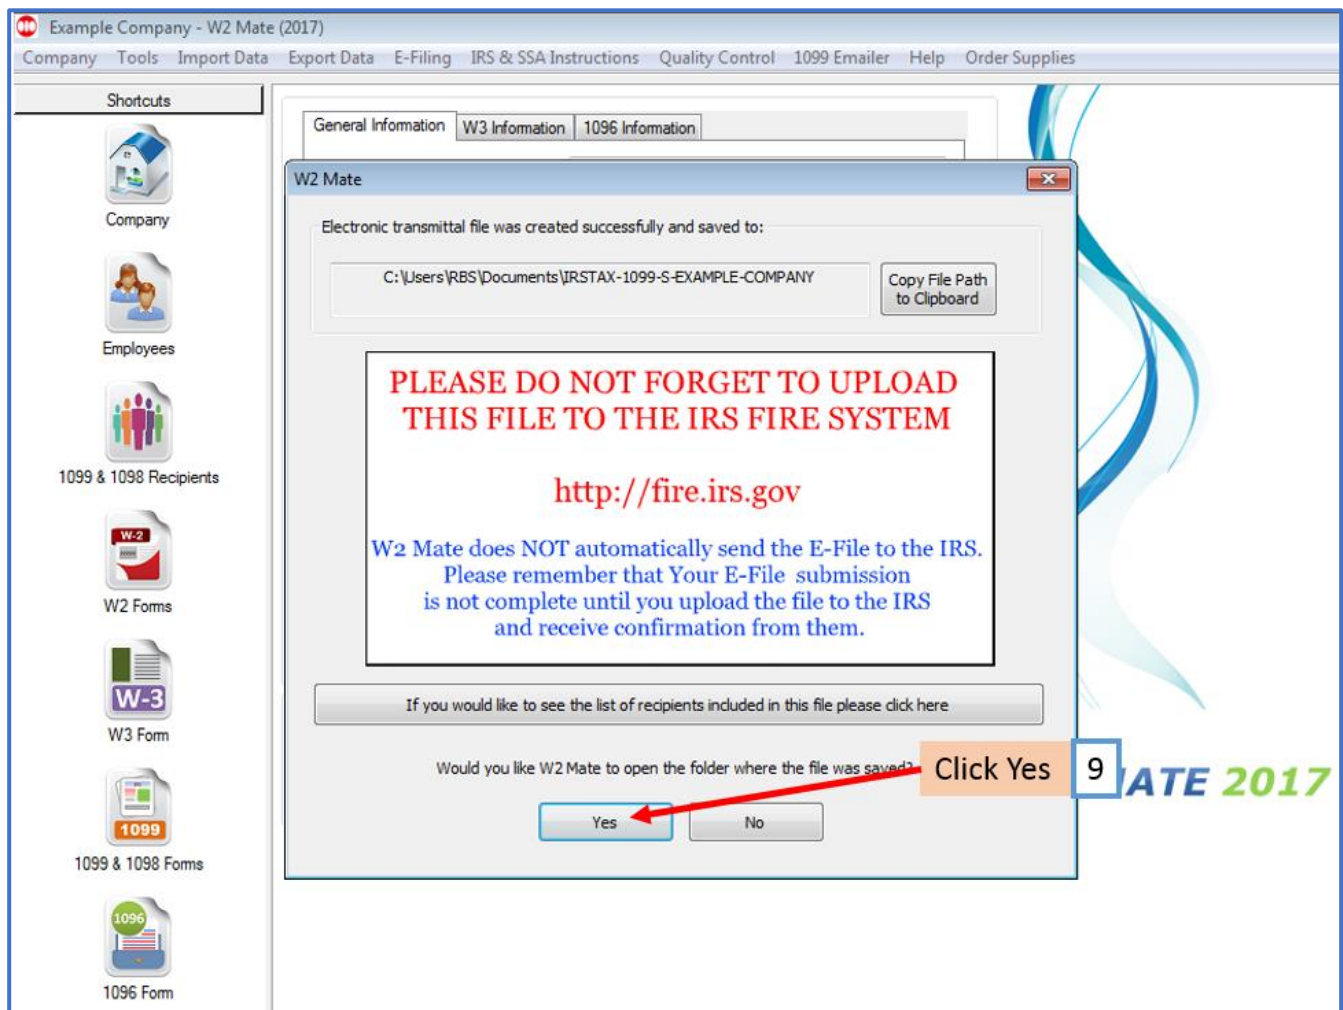 Example Company - W2 Mate (2017)
Company Tools Import Data Export Data E-Filing IRS & SSA Instructions Quality Control 1099 Emailer Help Order Supplies
Shortcuts
Company
Employees
1099 & 1098 Recipients
W-2
W2 Forms
W-3
W3 Form
1099
1099 & 1098 Forms
1096
1096 Form
General Information W3 Information 1096 Information
W2 Mate
Electronic transmittal file was created successfully and saved to:
C:\Users\RBS\Documents\IRSTAX-1099-S-EXAMPLE-COMPANY
Copy File Path
to Clipboard
PLEASE DO NOT FORGET TO UPLOAD
THIS FILE TO THE IRS FIRE SYSTEM
http://fire.irs.gov
W2 Mate does NOT automatically send the E-File to the IRS.
Please remember that Your E-File submission
is not complete until you upload the file to the IRS
and receive confirmation from them.
If you would like to see the list of recipients included in this file please click here
Would you like W2 Mate to open the folder where the file was saved?
Click Yes 9
ATE 2017
Yes No